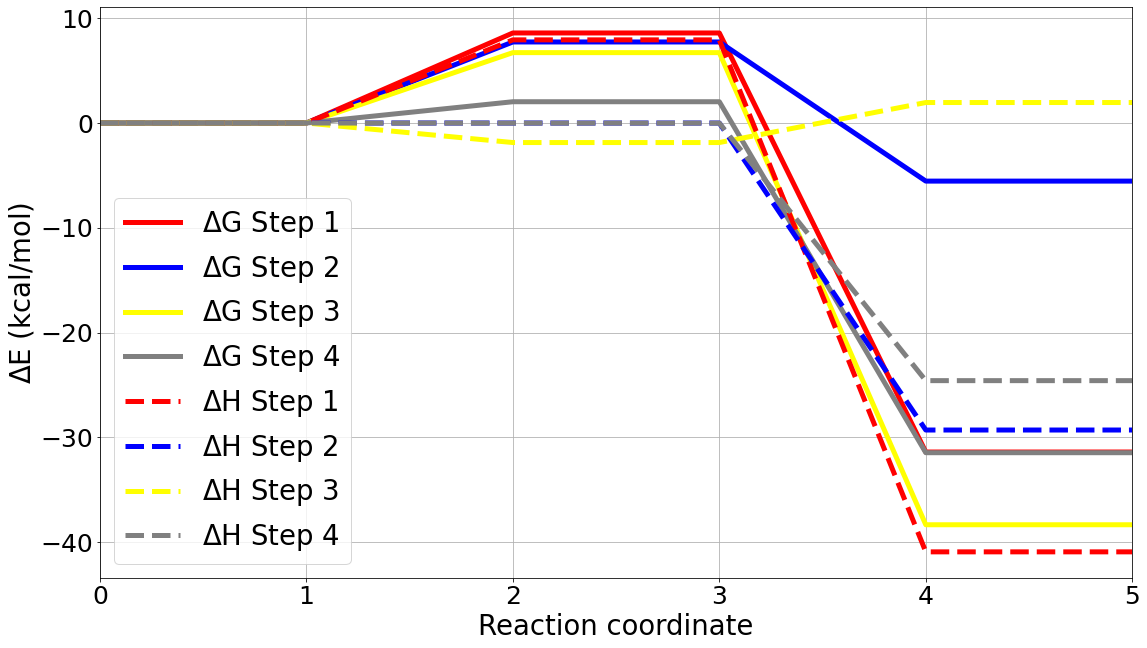 10
0
−10
−20
−30
−40
ΔE (kcal/mol)
ΔG Step 1
ΔG Step 2
ΔG Step 3
ΔG Step 4
ΔH Step 1
ΔH Step 2
ΔH Step 3
ΔH Step 4
0 1 2 3 4 5
Reaction coordinate